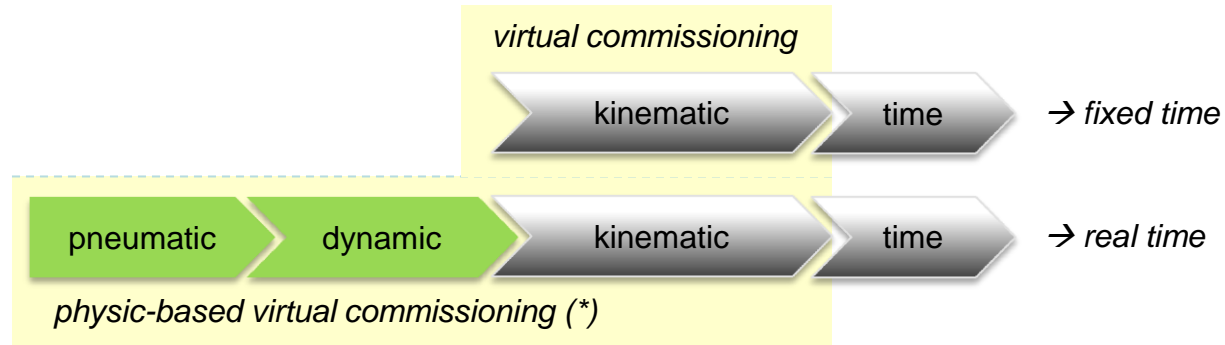 virtual commissioning
kinematic time → fixed time
pneumatic dynamic kinematic time → real time
physic-based virtual commissioning (*)